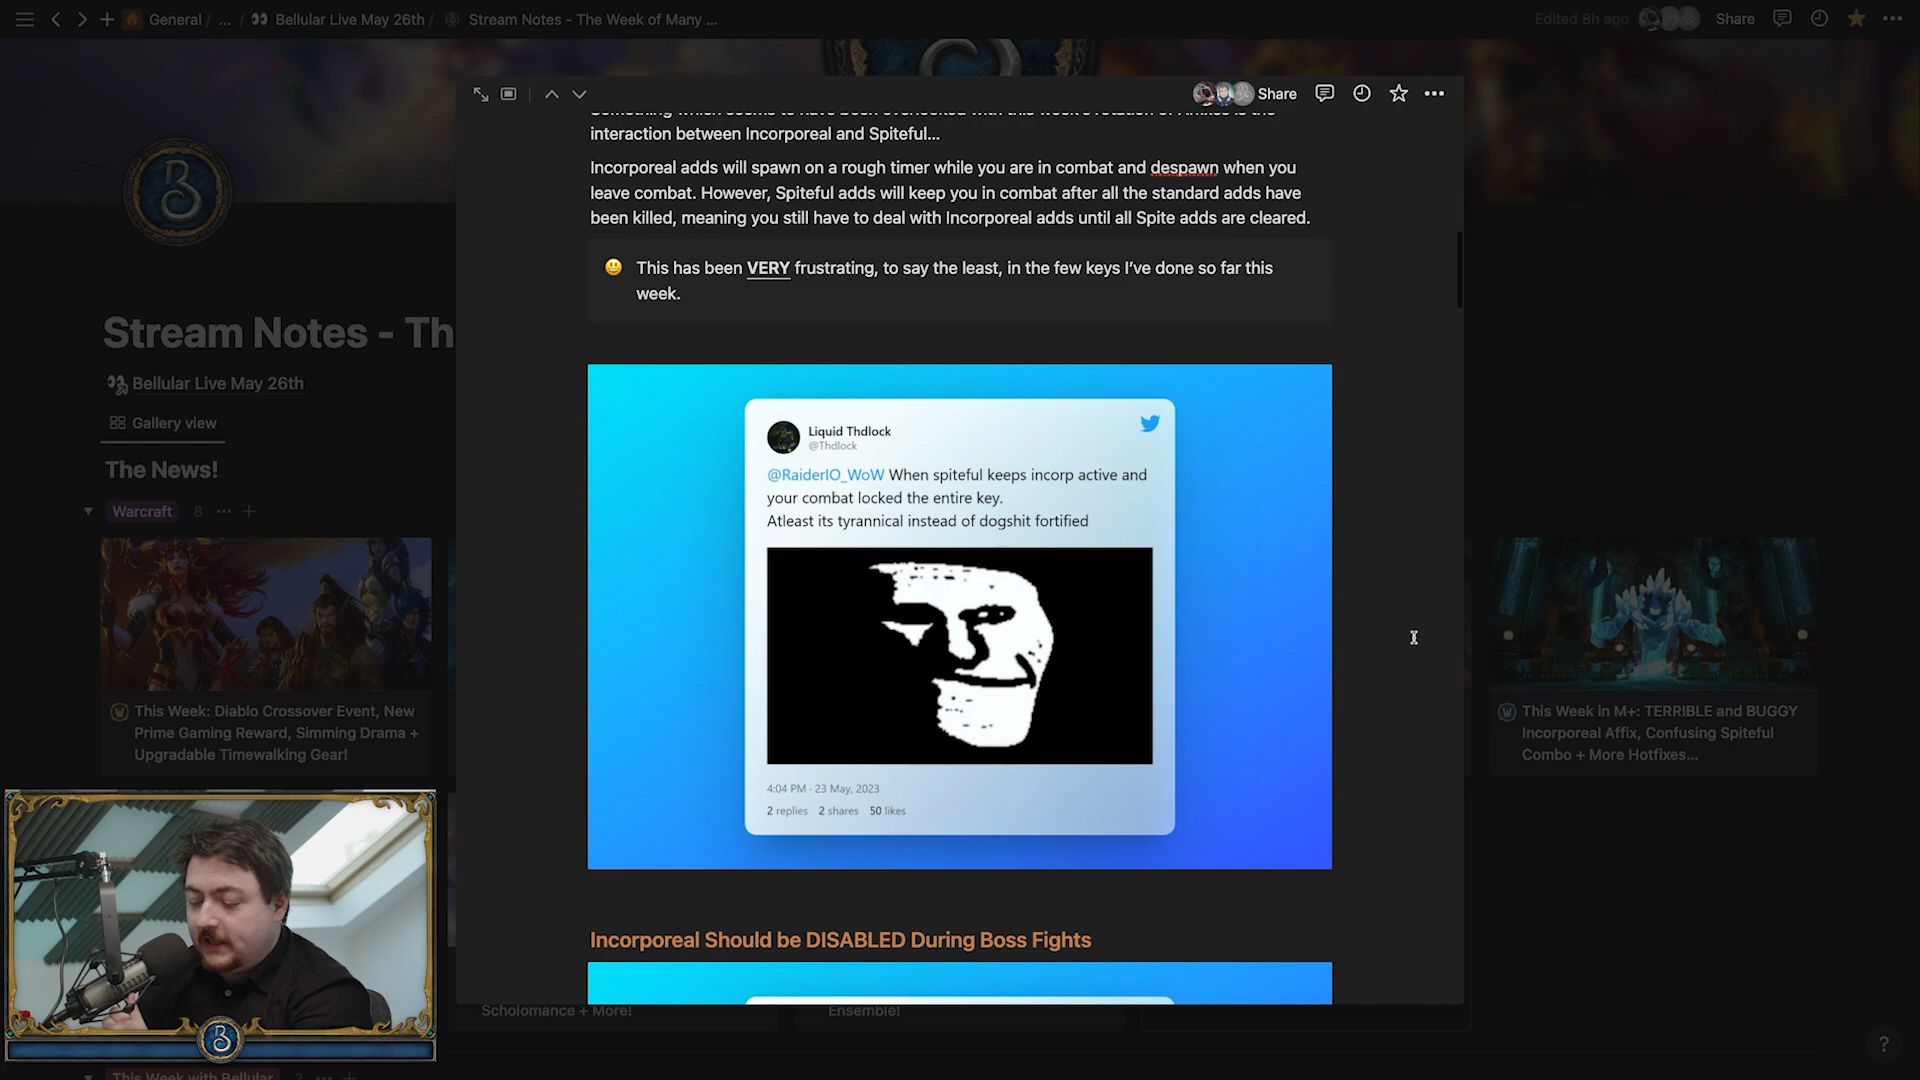 General / ... / Bellular Live May 26th / Stream Notes - The Week of Many ...
Edited 8h ago
Share
Share
interaction between Incorporeal and Spiteful...
Incorporeal adds will spawn on a rough timer while you are in combat and despawn when you
leave combat. However, Spiteful adds will keep you in combat after all the standard adds have
been killed, meaning you still have to deal with Incorporeal adds until all Spite adds are cleared.
This has been VERY frustrating, to say the least, in the few keys I've done so far this
week.
Stream Notes - Th
Bellular Live May 26th
Gallery view
The News!
Warcraft 8
Liquid Thdlock
@Thdlock
@RaiderIO_WoW When spiteful keeps incorp active and
your combat locked the entire key.
Atleast its tyrannical instead of dogshit fortified
4:04 PM · 23 May, 2023
2 replies 2 shares 50 likes
This Week: Diablo Crossover Event, New
Prime Gaming Reward, Simming Drama +
Upgradable Timewalking Gear!
This Week in M+: TERRIBLE and BUGGY
Incorporeal Affix, Confusing Spiteful
Combo + More Hotfixes...
Incorporeal Should be DISABLED During Boss Fights
Scholomance + More!
Ensemble!
B
B
This Week with Bellular 2
?